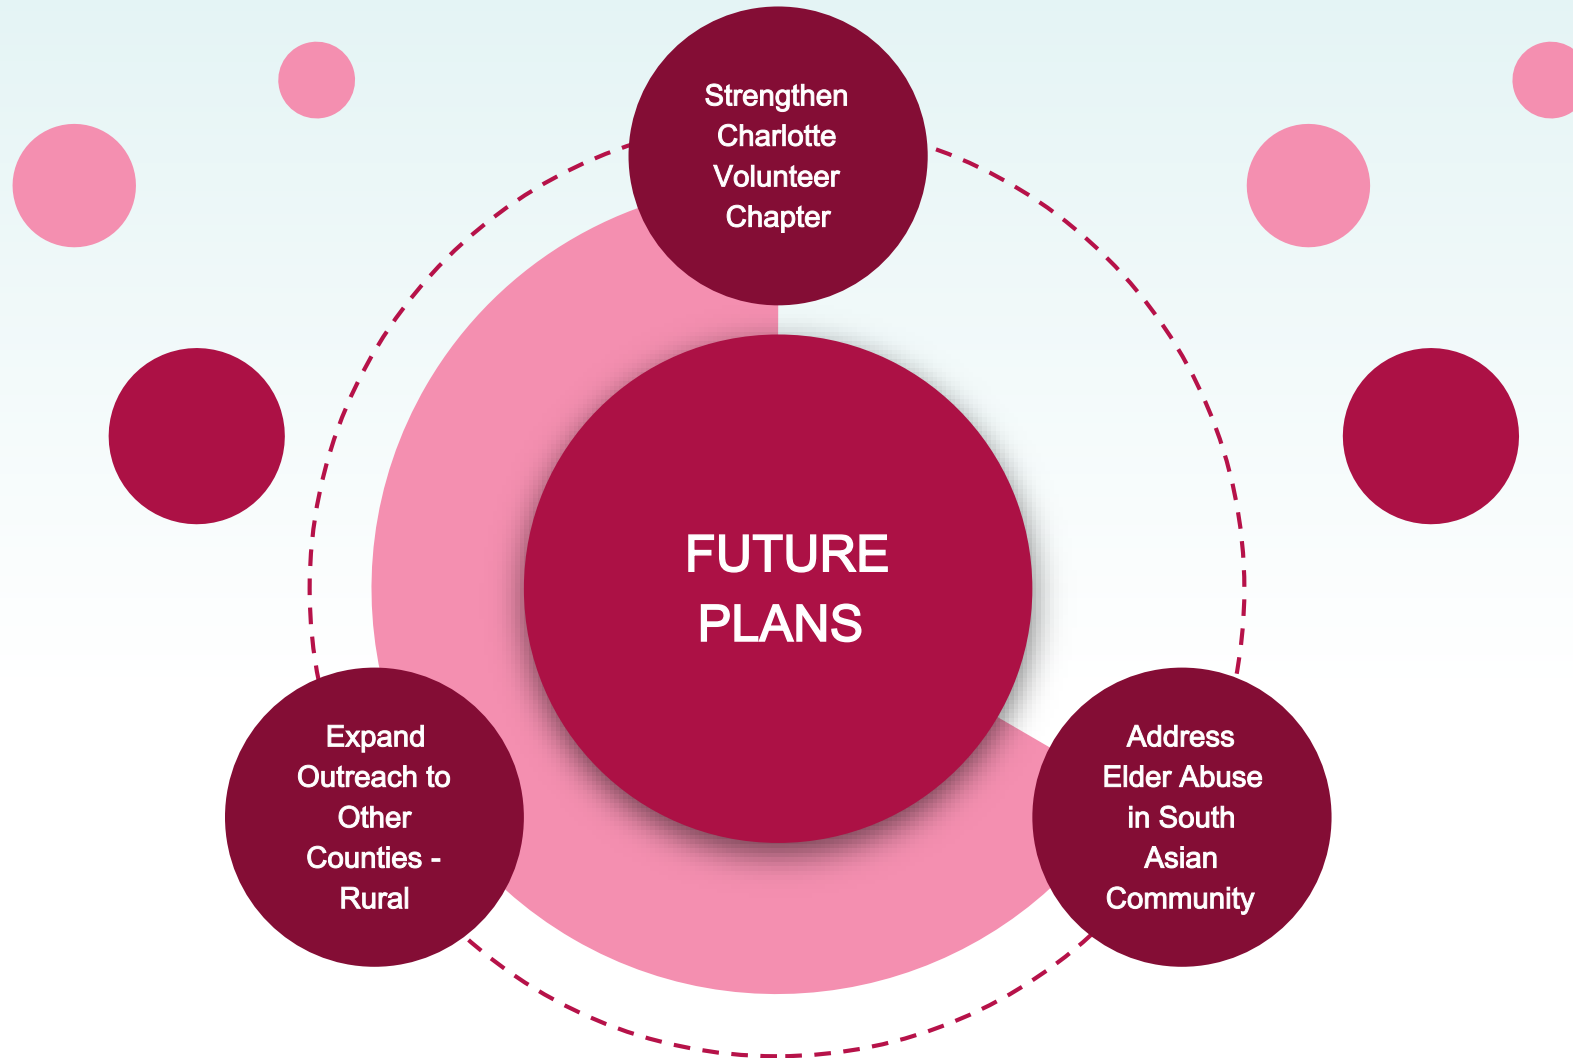 Strengthen
Charlotte
Volunteer
Chapter
FUTURE
PLANS
Expand
Outreach to
Other
Counties -
Rural
Address
Elder Abuse
in South
Asian
Community